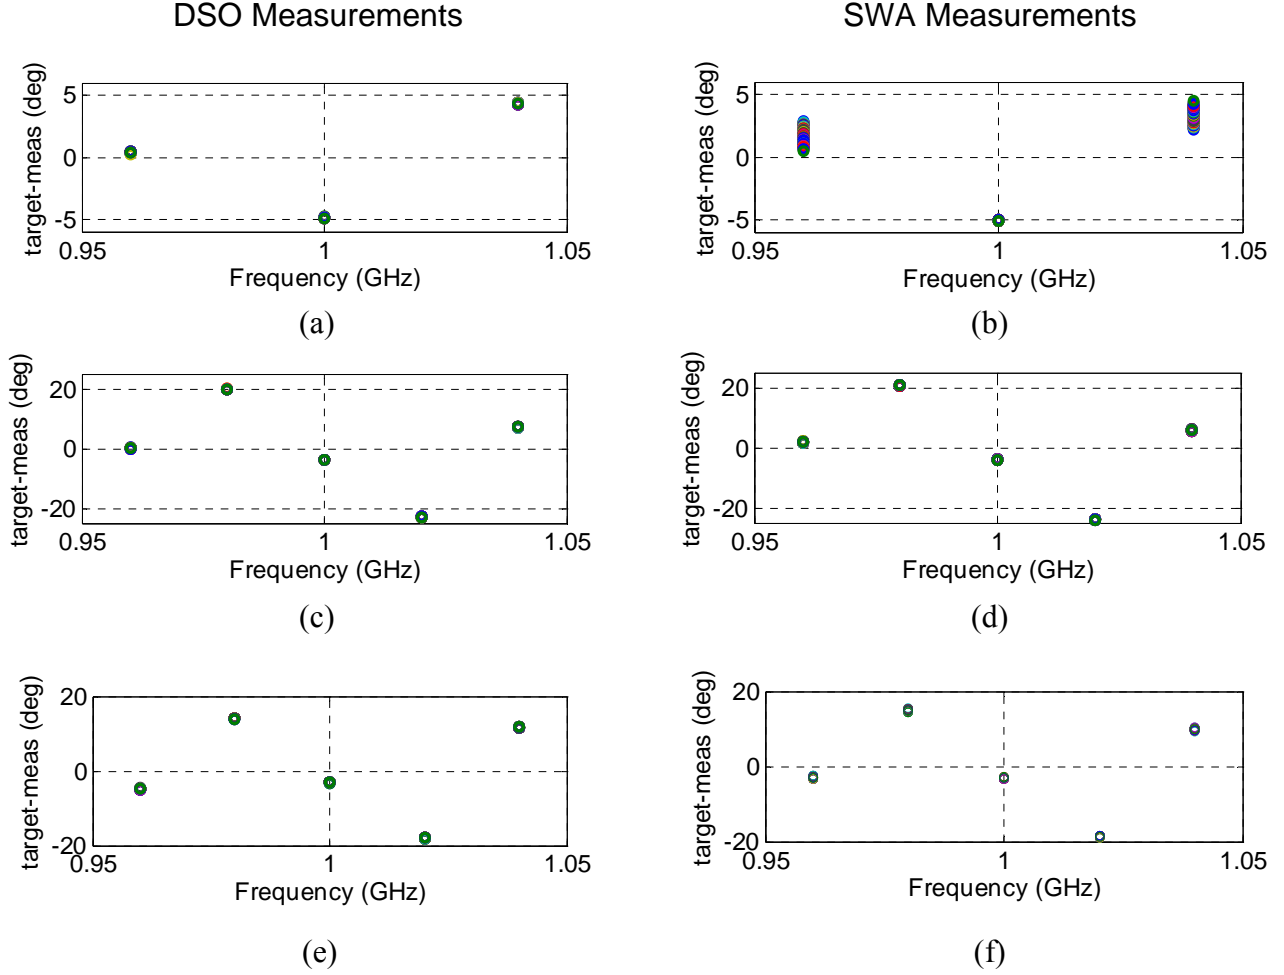 DSO Measurements
SWA Measurements
target-meas (deg)
5
0
-5
0.95
1
1.05
Frequency (GHz)
(a)
target-meas (deg)
5
0
-5
0.95
1
1.05
Frequency (GHz)
(b)
target-meas (deg)
20
0
-20
0.95
1
1.05
Frequency (GHz)
(c)
target-meas (deg)
20
0
-20
0.95
1
1.05
Frequency (GHz)
(d)
target-meas (deg)
20
0
-20
0.95
1
1.05
Frequency (GHz)
(e)
target-meas (deg)
20
0
-20
0.95
1
1.05
Frequency (GHz)
(f)